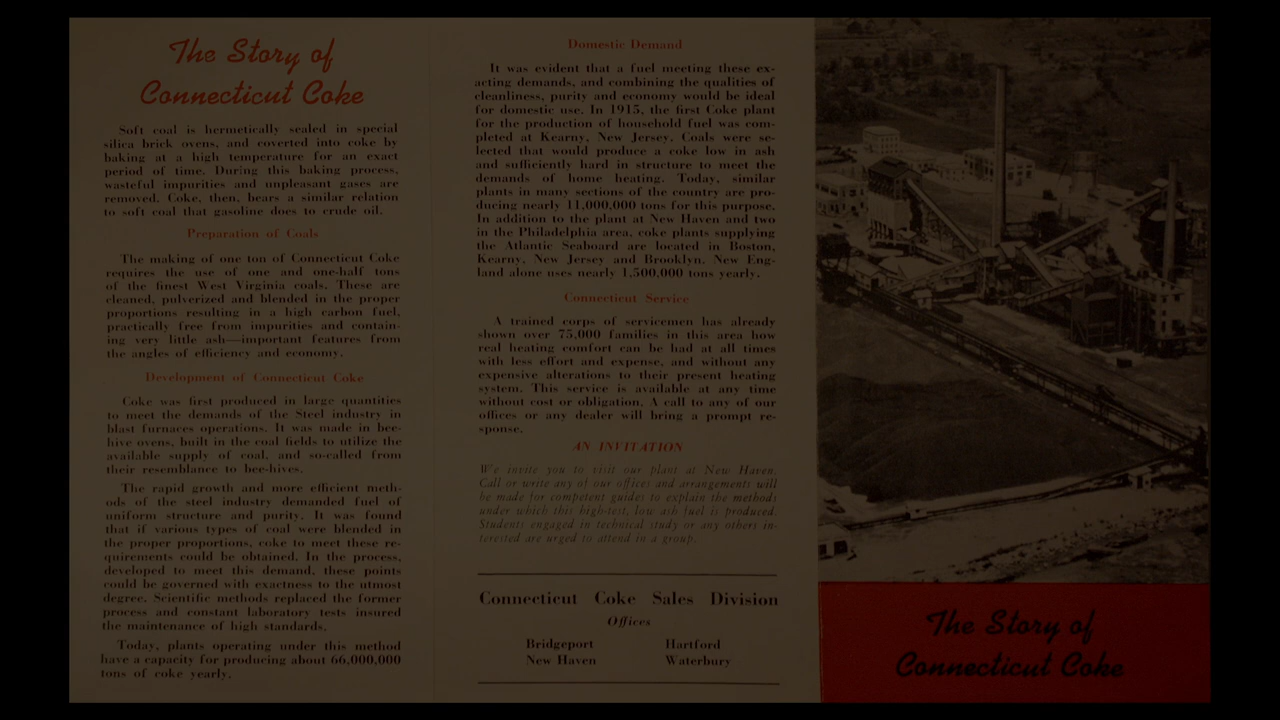 The Story of
Connecticut Coke
Soft coal is hermetically sealed in special
silica brick ovens, and coverted into coke by
baking at a high temperature for an exact
period of time. During this baking process,
wasteful impurities and unpleasant gases are
removed. Coke, then, bears a similar relation
to soft coal that gasoline does to crude oil.
Preparation of Coals
The making of one ton of Connecticut Coke
requires the use of one and one-half tons
of the finest West Virginia coals. These are
cleaned, pulverized and blended in the proper
proportions resulting in a high carbon fuel,
practically free from impurities and contain-
ing very little ash—important features from
the angles of efficiency and economy.
Development of Connecticut Coke
Coke was first produced in large quantities
to meet the demands of the Steel industry in
blast furnaces operations. It was made in bee-
hive ovens, built in the coal fields to utilize the
available supply of coal, and so-called from
their resemblance to bee-hives.
The rapid growth and more efficient meth-
ods of the steel industry demanded fuel of
uniform structure and purity. It was found
that if various types of coal were blended in
the proper proportions, coke to meet these re-
quirements could be obtained. In the process,
developed to meet this demand, these points
could be governed with exactness to the utmost
degree. Scientific methods replaced the former
process and constant laboratory tests insured
the maintenance of high standards.
Today, plants operating under this method
have a capacity for producing about 66,000,000
tons of coke yearly.
Domestic Demand
It was evident that a fuel meeting these ex-
acting demands, and combining the qualities of
cleanliness, purity and economy would be ideal
for domestic use. In 1915, the first Coke plant
for the production of household fuel was com-
pleted at Kearny, New Jersey. Coals were se-
lected that would produce a coke low in ash
and sufficiently hard in structure to meet the
demands of home heating. Today, similar
plants in many sections of the country are pro-
ducing nearly 11,000,000 tons for this purpose.
In addition to the plant at New Haven and two
in the Philadelphia area, coke plants supplying
the Atlantic Seaboard are located in Boston,
Kearny, New Jersey and Brooklyn. New Eng-
land alone uses nearly 1,500,000 tons yearly.
Connecticut Service
A trained corps of servicemen has already
shown over 75,000 families in this area how
real heating comfort can be had at all times
with less effort and expense, and without any
expensive alterations to their present heating
system. This service is available at any time
without cost or obligation. A call to any of our
offices or any dealer will bring a prompt re-
sponse.
AN INVITATION
We invite you to visit our plant at New Haven.
Call or write any of our offices and arrangements will
be made for competent guides to explain the methods
under which this high-test, low ash fuel is produced.
Students engaged in technical study or any others in-
terested are urged to attend in a group.
Connecticut Coke Sales Division
Offices
Bridgeport Hartford
New Haven Waterbury
The Story of
Connecticut Coke